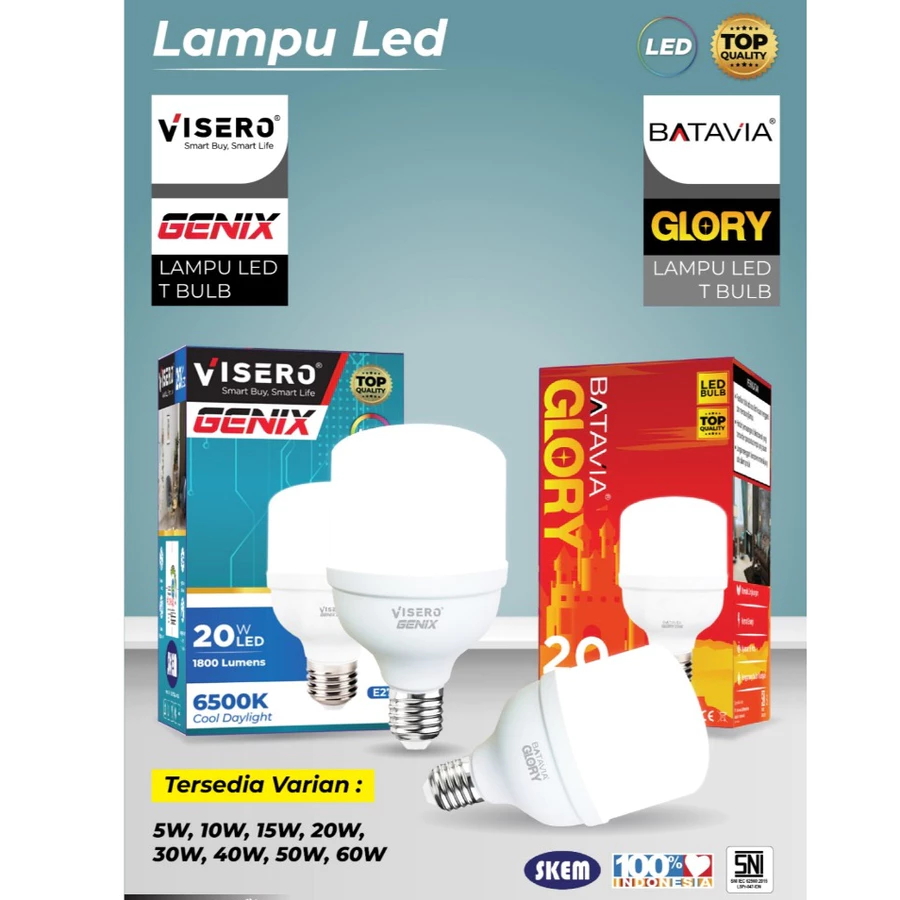 Lampu Led
LED
TOP
QUALITY
VISERO®
Smart Buy, Smart Life
GENIX
LAMPU LED
T BULB
BATAVIA®
GLORY
LAMPU LED
T BULB
VISERO®
Smart Buy, Smart Life
GENIX
TOP
QUALITY
20W
LED
1800 Lumens
6500K
Cool Daylight
VISERO
GENIX
BATAVIA®
GLORY
LED
BULB
TOP
QUALITY
20
VISERO
GENIX
BATAVIA
GLORY
Tersedia Varian :
5W, 10W, 15W, 20W,
30W, 40W, 50W, 60W
SKEM
100%
INDONESIA
SNI